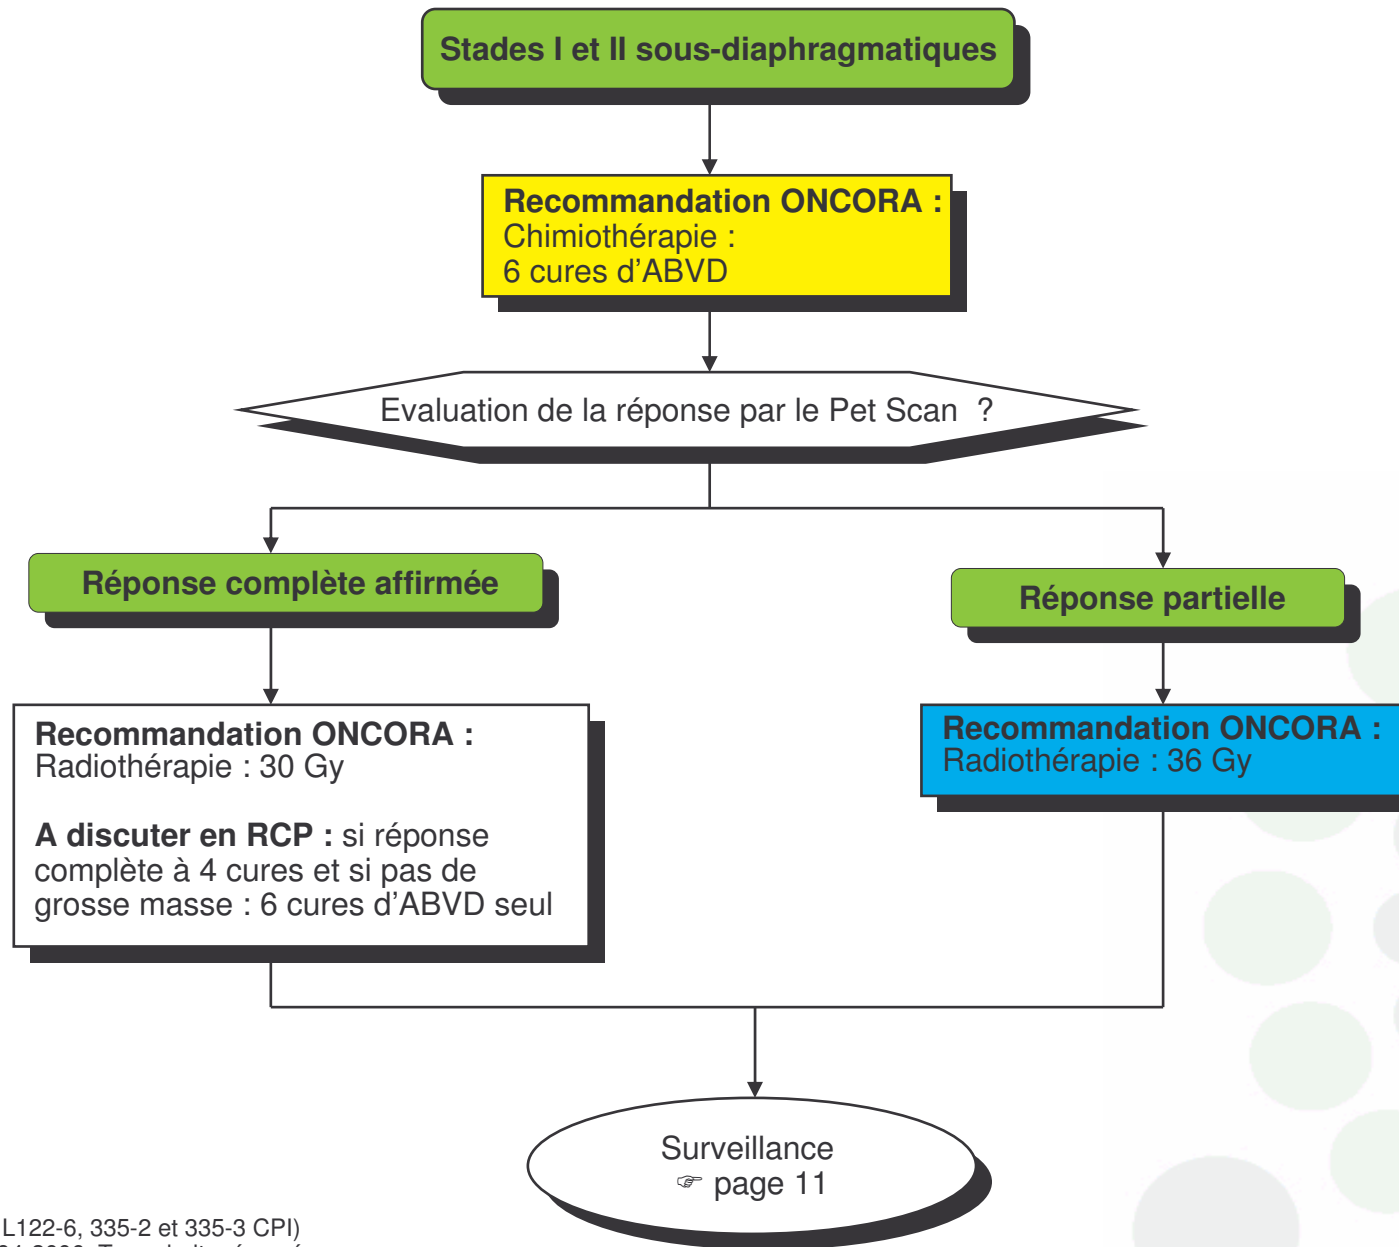 Stades I et II sous-diaphragmatiques
Recommandation ONCORA :
Chimiothérapie :
6 cures d’ABVD
Evaluation de la réponse par le Pet Scan ?
Réponse complète affirmée
Réponse partielle
Recommandation ONCORA :
Radiothérapie : 30 Gy
A discuter en RCP : si réponse
complète à 4 cures et si pas de
grosse masse : 6 cures d’ABVD seul
Recommandation ONCORA :
Radiothérapie : 36 Gy
Surveillance
☞ page 11
L122-6, 335-2 et 335-3 CPI)